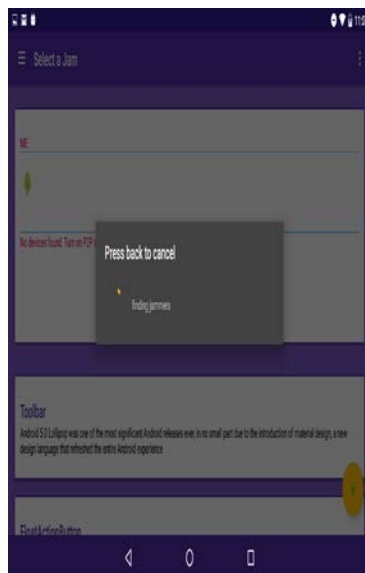 Select a Jam
ME
No devices found. Turn on P2P
Press back to cancel
finding jammers
Toolbar
Android 5.0 Lollipop was one of the most significant Android releases ever, in no small part due to the introduction of material design, a new
design language that refreshed the entire Android experience.
FloatActionButton